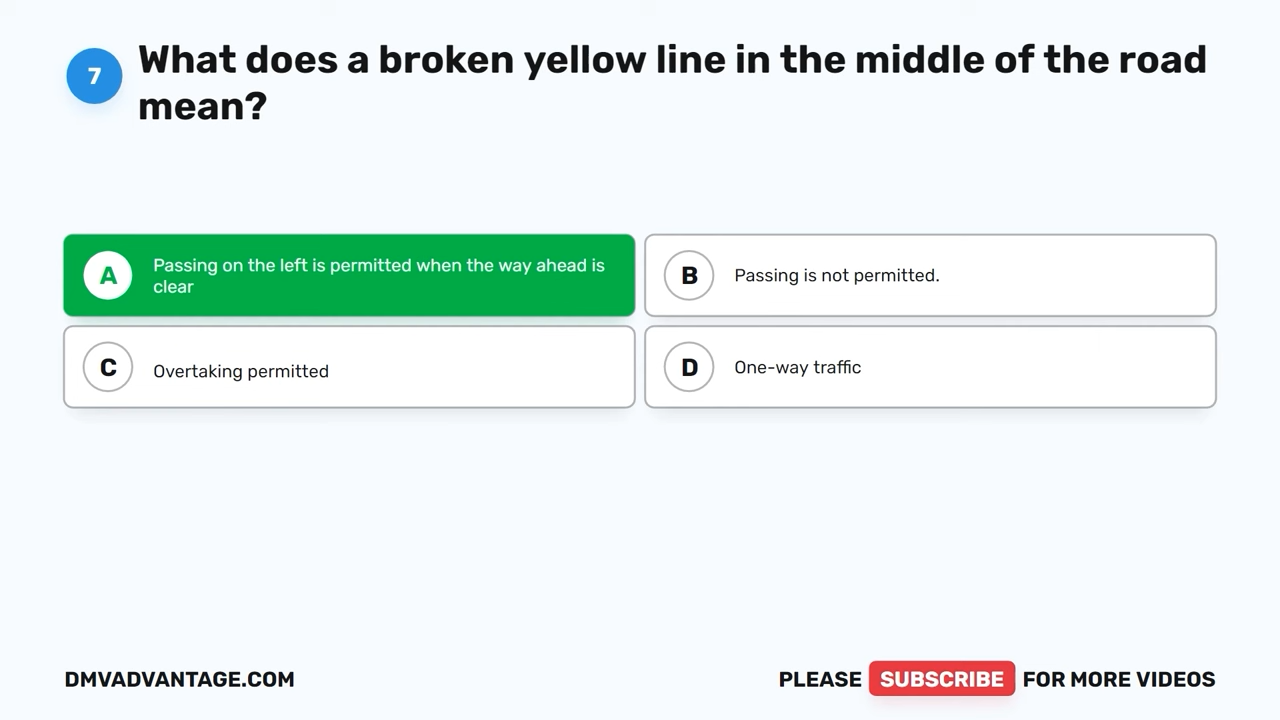 7
What does a broken yellow line in the middle of the road
mean?
A
Passing on the left is permitted when the way ahead is
clear
B
Passing is not permitted.
C
Overtaking permitted
D
One-way traffic
DMVADVANTAGE.COM
PLEASE SUBSCRIBE FOR MORE VIDEOS